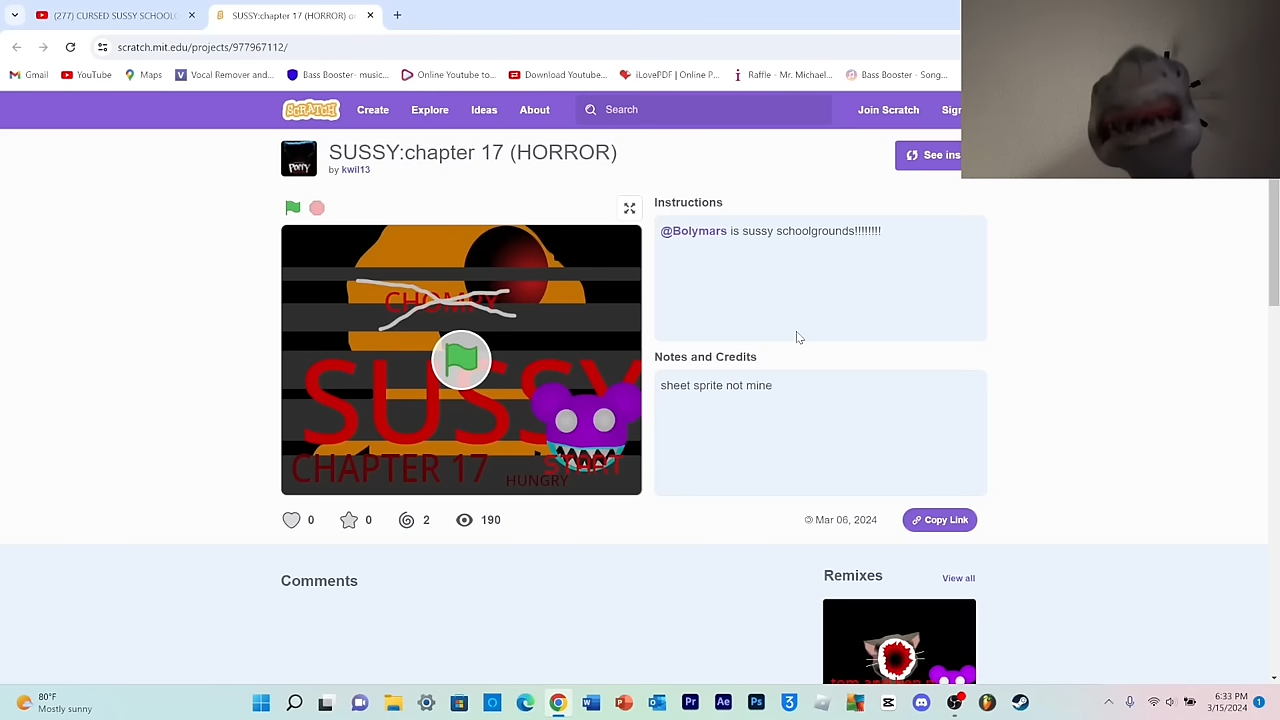 (277) CURSED SUSSY SCHOOLG
SUSSY:chapter 17 (HORROR) o
scratch.mit.edu/projects/977967112/
Gmail
YouTube
Maps
Vocal Remover and...
Bass Booster- music...
Online Youtube to...
Download Youtube...
iLovePDF | Online P...
Raffle - Mr. Michael...
Bass Booster - Song...
SCRATCH
Create
Explore
Ideas
About
Search
Join Scratch
Sign
SUSSY:chapter 17 (HORROR)
by kwil13
See ins
Instructions
@Bolymars is sussy schoolgrounds!!!!!!!!
CHOMPY
SUSSY
CHAPTER 17
START
HUNGRY
Notes and Credits
sheet sprite not mine
0
0
2
190
© Mar 06, 2024
Copy Link
Comments
Remixes
View all
80°F
Mostly sunny
6:33 PM
3/15/2024